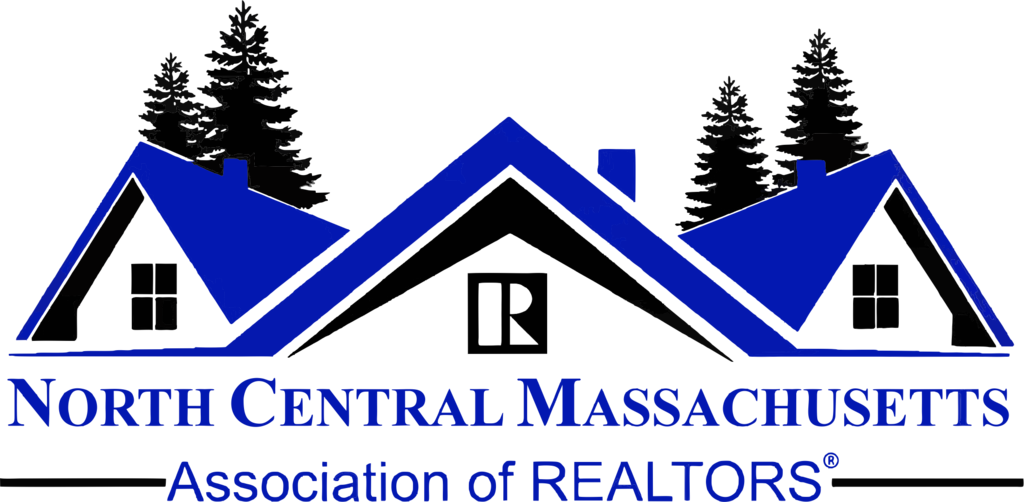 R
NORTH CENTRAL MASSACHUSETTS
Association of REALTORS®